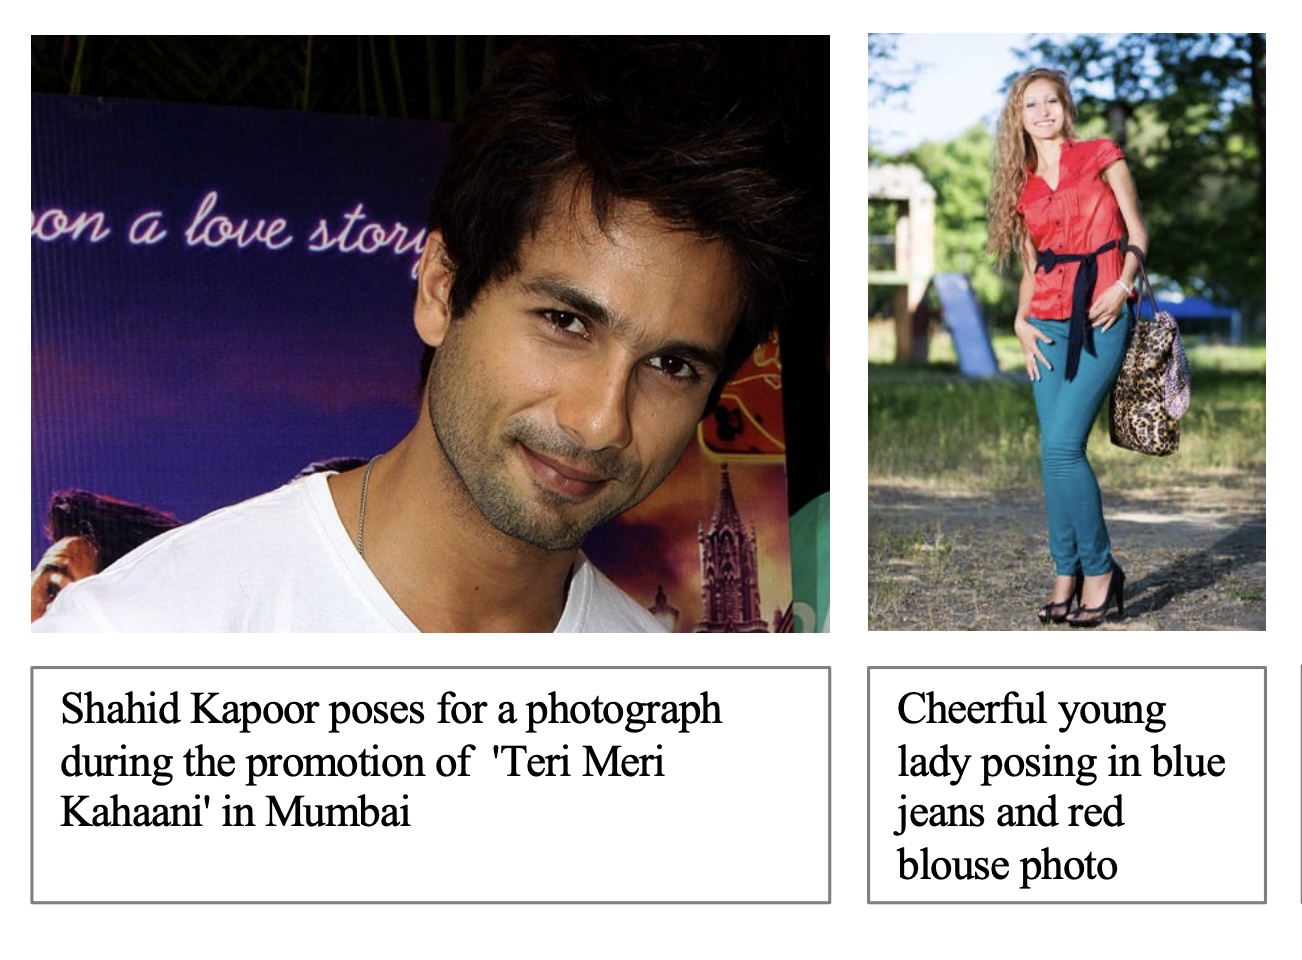 oon a love story
Shahid Kapoor poses for a photograph
during the promotion of  'Teri Meri
Kahaani' in Mumbai
Cheerful young
lady posing in blue
jeans and red
blouse photo